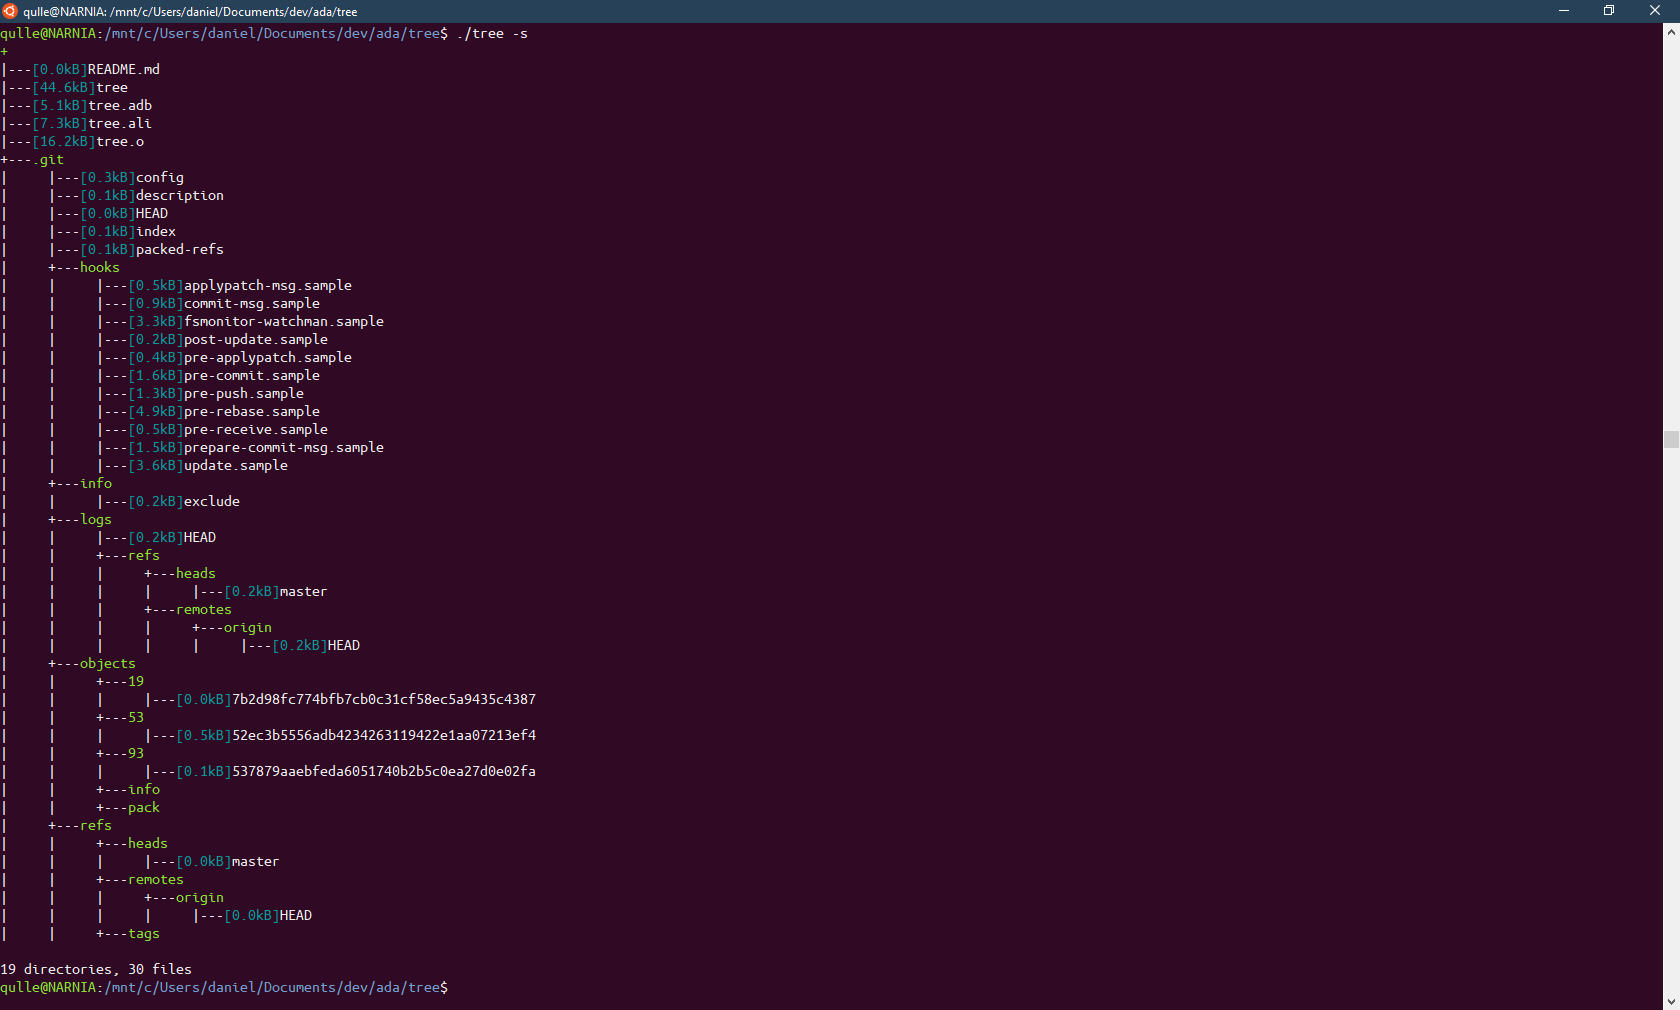 qulle@NARNIA: /mnt/c/Users/daniel/Documents/dev/ada/tree
qulle@NARNIA:/mnt/c/Users/daniel/Documents/dev/ada/tree$ ./tree -s
+
|---[0.0kB]README.md
|---[44.6kB]tree
|---[5.1kB]tree.adb
|---[7.3kB]tree.ali
|---[16.2kB]tree.o
+---.git
|     |---[0.3kB]config
|     |---[0.1kB]description
|     |---[0.0kB]HEAD
|     |---[0.1kB]index
|     |---[0.1kB]packed-refs
|     +---hooks
|     |     |---[0.5kB]applypatch-msg.sample
|     |     |---[0.9kB]commit-msg.sample
|     |     |---[3.3kB]fsmonitor-watchman.sample
|     |     |---[0.2kB]post-update.sample
|     |     |---[0.4kB]pre-applypatch.sample
|     |     |---[1.6kB]pre-commit.sample
|     |     |---[1.3kB]pre-push.sample
|     |     |---[4.9kB]pre-rebase.sample
|     |     |---[0.5kB]pre-receive.sample
|     |     |---[1.5kB]prepare-commit-msg.sample
|     |     |---[3.6kB]update.sample
|     +---info
|     |     |---[0.2kB]exclude
|     +---logs
|     |     |---[0.2kB]HEAD
|     |     +---refs
|     |     |     +---heads
|     |     |     |     |---[0.2kB]master
|     |     |     +---remotes
|     |     |     |     +---origin
|     |     |     |     |     |---[0.2kB]HEAD
|     +---objects
|     |     +---19
|     |     |     |---[0.0kB]7b2d98fc774bfb7cb0c31cf58ec5a9435c4387
|     |     +---53
|     |     |     |---[0.5kB]52ec3b5556adb4234263119422e1aa07213ef4
|     |     +---93
|     |     |     |---[0.1kB]537879aaebfeda6051740b2b5c0ea27d0e02fa
|     |     +---info
|     |     +---pack
|     +---refs
|     |     +---heads
|     |     |     |---[0.0kB]master
|     |     +---remotes
|     |     |     +---origin
|     |     |     |     |---[0.0kB]HEAD
|     |     +---tags
19 directories, 30 files
qulle@NARNIA:/mnt/c/Users/daniel/Documents/dev/ada/tree$